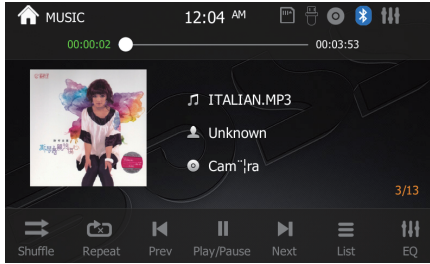 MUSIC
12:04 AM
00:00:02
00:03:53
ITALIAN.MP3
Unknown
Cam¨¦ra
3/13
Shuffle
Repeat
Prev
Play/Pause
Next
List
EQ